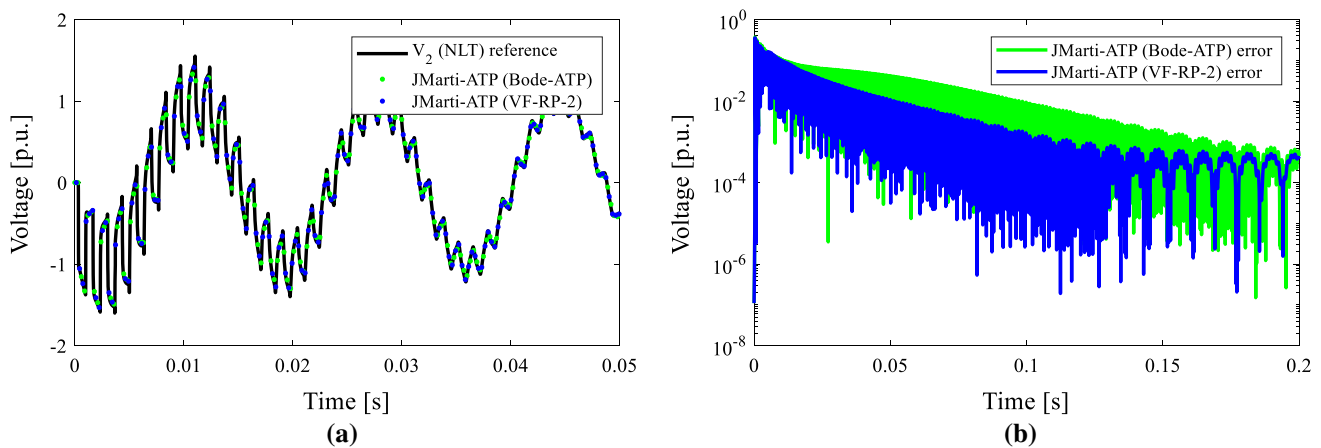 2
1
0
-1
-2
0
0.01
0.02
0.03
0.04
0.05
Voltage [p.u.]
Time [s]
V2 (NLT) reference
JMarti-ATP (Bode-ATP)
JMarti-ATP (VF-RP-2)
(a)
10^0
10^-2
10^-4
10^-6
10^-8
0
0.05
0.1
0.15
0.2
Voltage [p.u.]
Time [s]
JMarti-ATP (Bode-ATP) error
JMarti-ATP (VF-RP-2) error
(b)